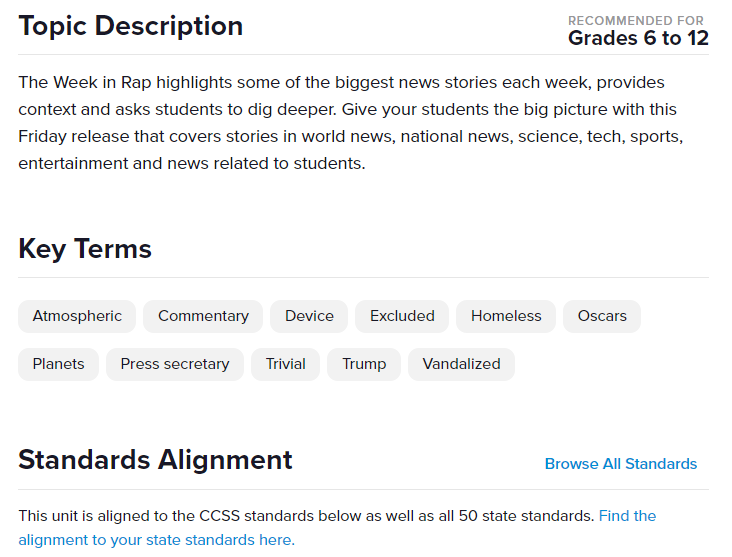 Topic Description
RECOMMENDED FOR
Grades 6 to 12
The Week in Rap highlights some of the biggest news stories each week, provides
context and asks students to dig deeper. Give your students the big picture with this
Friday release that covers stories in world news, national news, science, tech, sports,
entertainment and news related to students.
Key Terms
Atmospheric Commentary Device Excluded Homeless Oscars
Planets Press secretary Trivial Trump Vandalized
Standards Alignment
Browse All Standards
This unit is aligned to the CCSS standards below as well as all 50 state standards. Find the
alignment to your state standards here.